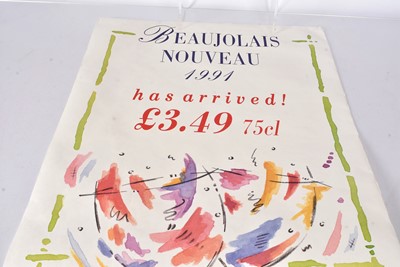 BEAUJOLAIS
NOUVEAU
1991
has arrived!
£3.49 75cl